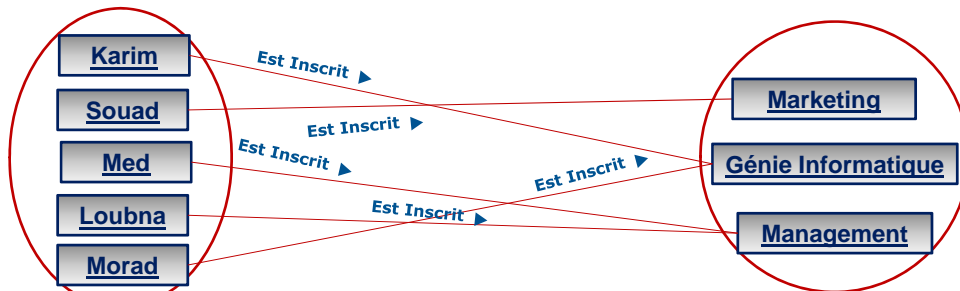 Karim
Souad
Med
Loubna
Morad
Est Inscrit ►
Est Inscrit ►
Est Inscrit ►
Est Inscrit ►
Est Inscrit ►
Marketing
Génie Informatique
Management